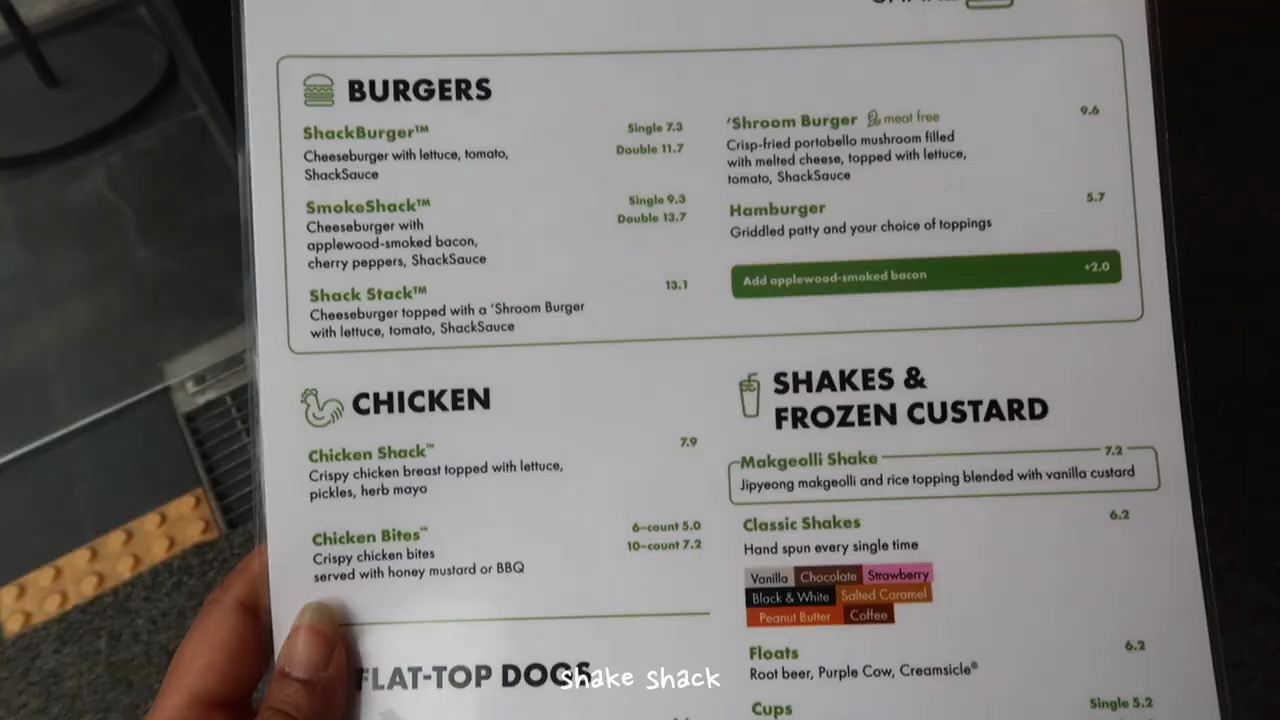 BURGERS
ShackBurger™
Single 7.3
Cheeseburger with lettuce, tomato,
Double 11.7
ShackSauce
SmokeShack™
Single 9.3
Cheeseburger with
Double 13.7
applewood-smoked bacon,
cherry peppers, ShackSauce
Shack Stack™
13.1
Cheeseburger topped with a ‘Shroom Burger
with lettuce, tomato, ShackSauce
‘Shroom Burger meat free
9.6
Crisp-fried portobello mushroom filled
with melted cheese, topped with lettuce,
tomato, ShackSauce
Hamburger
5.7
Griddled patty and your choice of toppings
Add applewood-smoked bacon +2.0
CHICKEN
Chicken Shack™
7.9
Crispy chicken breast topped with lettuce,
pickles, herb mayo
Chicken Bites™
6-count 5.0
Crispy chicken bites
10-count 7.2
served with honey mustard or BBQ
FLAT-TOP DOGS
SHAKES &
FROZEN CUSTARD
Makgeolli Shake 7.2
Jipyeong makgeolli and rice topping blended with vanilla custard
Classic Shakes
6.2
Hand spun every single time
Vanilla Chocolate Strawberry
Black & White Salted Caramel
Peanut Butter Coffee
Floats
6.2
Root beer, Purple Cow, Creamsicle®
Cups
Single 5.2
shake shack